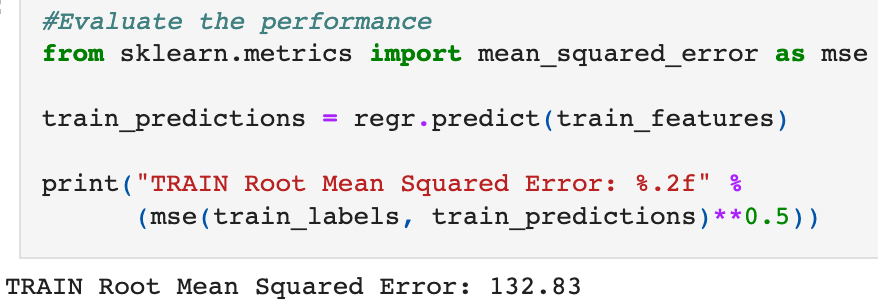 #Evaluate the performance
from sklearn.metrics import mean_squared_error as mse
train_predictions = regr.predict(train_features)
print("TRAIN Root Mean Squared Error: %.2f" %
(mse(train_labels, train_predictions)**0.5))
TRAIN Root Mean Squared Error: 132.83